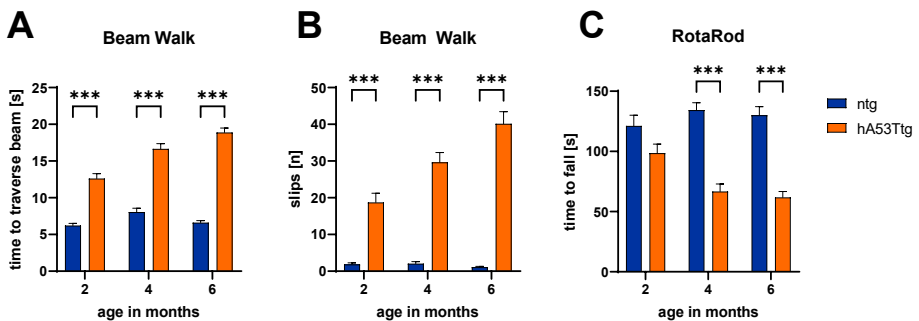 A
Beam Walk
time to traverse beam [s]
25
20
15
10
5
0
***
***
***
2
4
6
age in months
B
Beam Walk
slips [n]
50
40
30
20
10
0
***
***
***
2
4
6
age in months
C
RotaRod
time to fall [s]
150
100
50
0
***
***
2
4
6
age in months
ntg
hA53Ttg